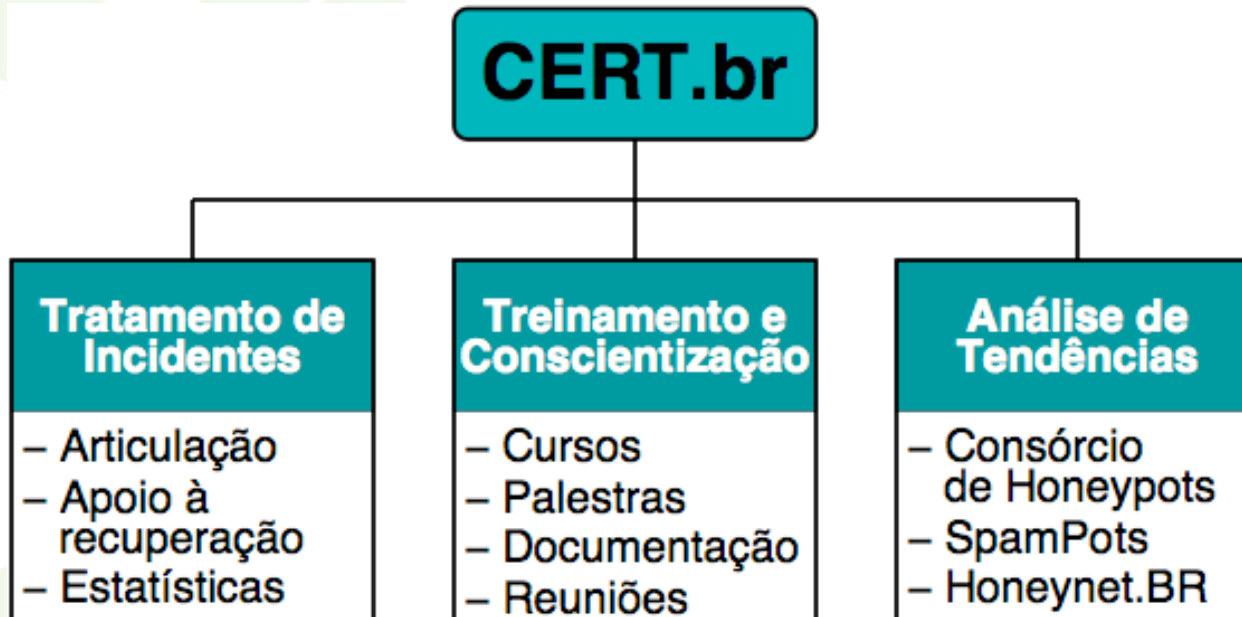 CERT.br
Tratamento de
Incidentes
– Articulação
– Apoio à
recuperação
– Estatísticas
Treinamento e
Conscientização
– Cursos
– Palestras
– Documentação
– Reuniões
Análise de
Tendências
– Consórcio
de Honeypots
– SpamPots
– Honeynet.BR